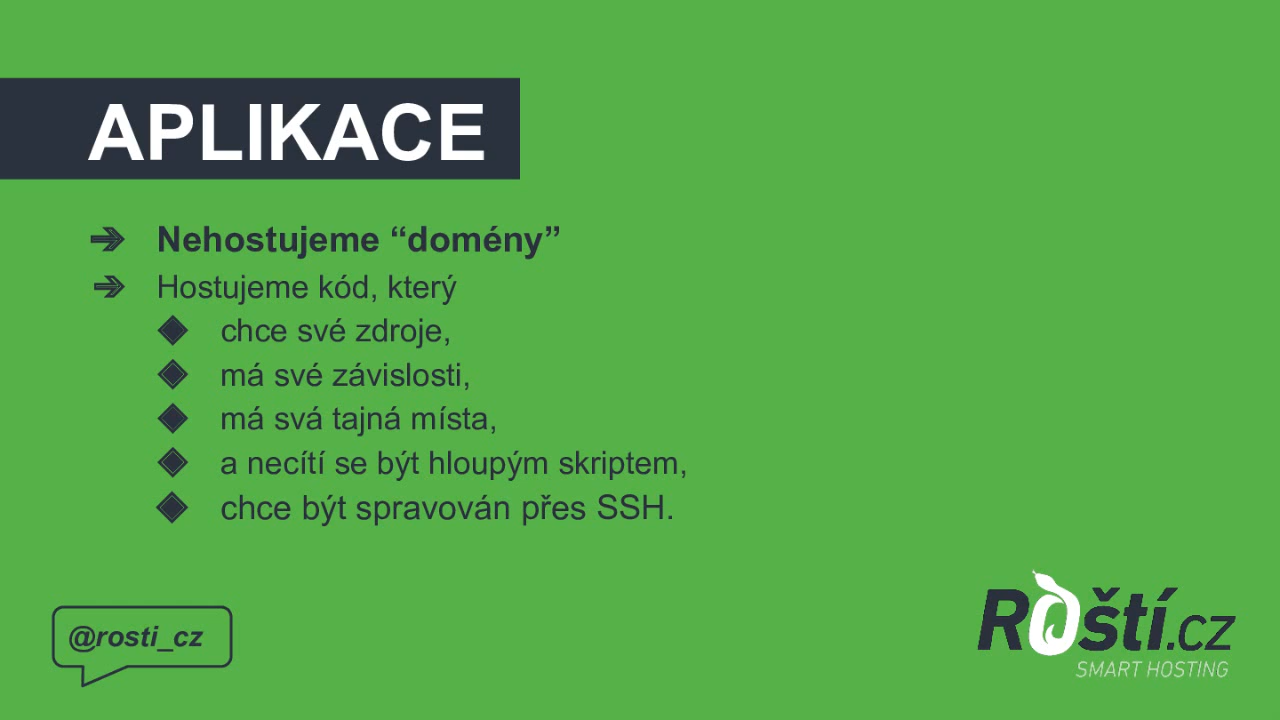 APLIKACE
➔ Nehostujeme “domény”
➔ Hostujeme kód, který
◆ chce své zdroje,
◆ má své závislosti,
◆ má svá tajná místa,
◆ a necítí se být hloupým skriptem,
◆ chce být spravován přes SSH.
@rosti_cz
Roští.cz
SMART HOSTING